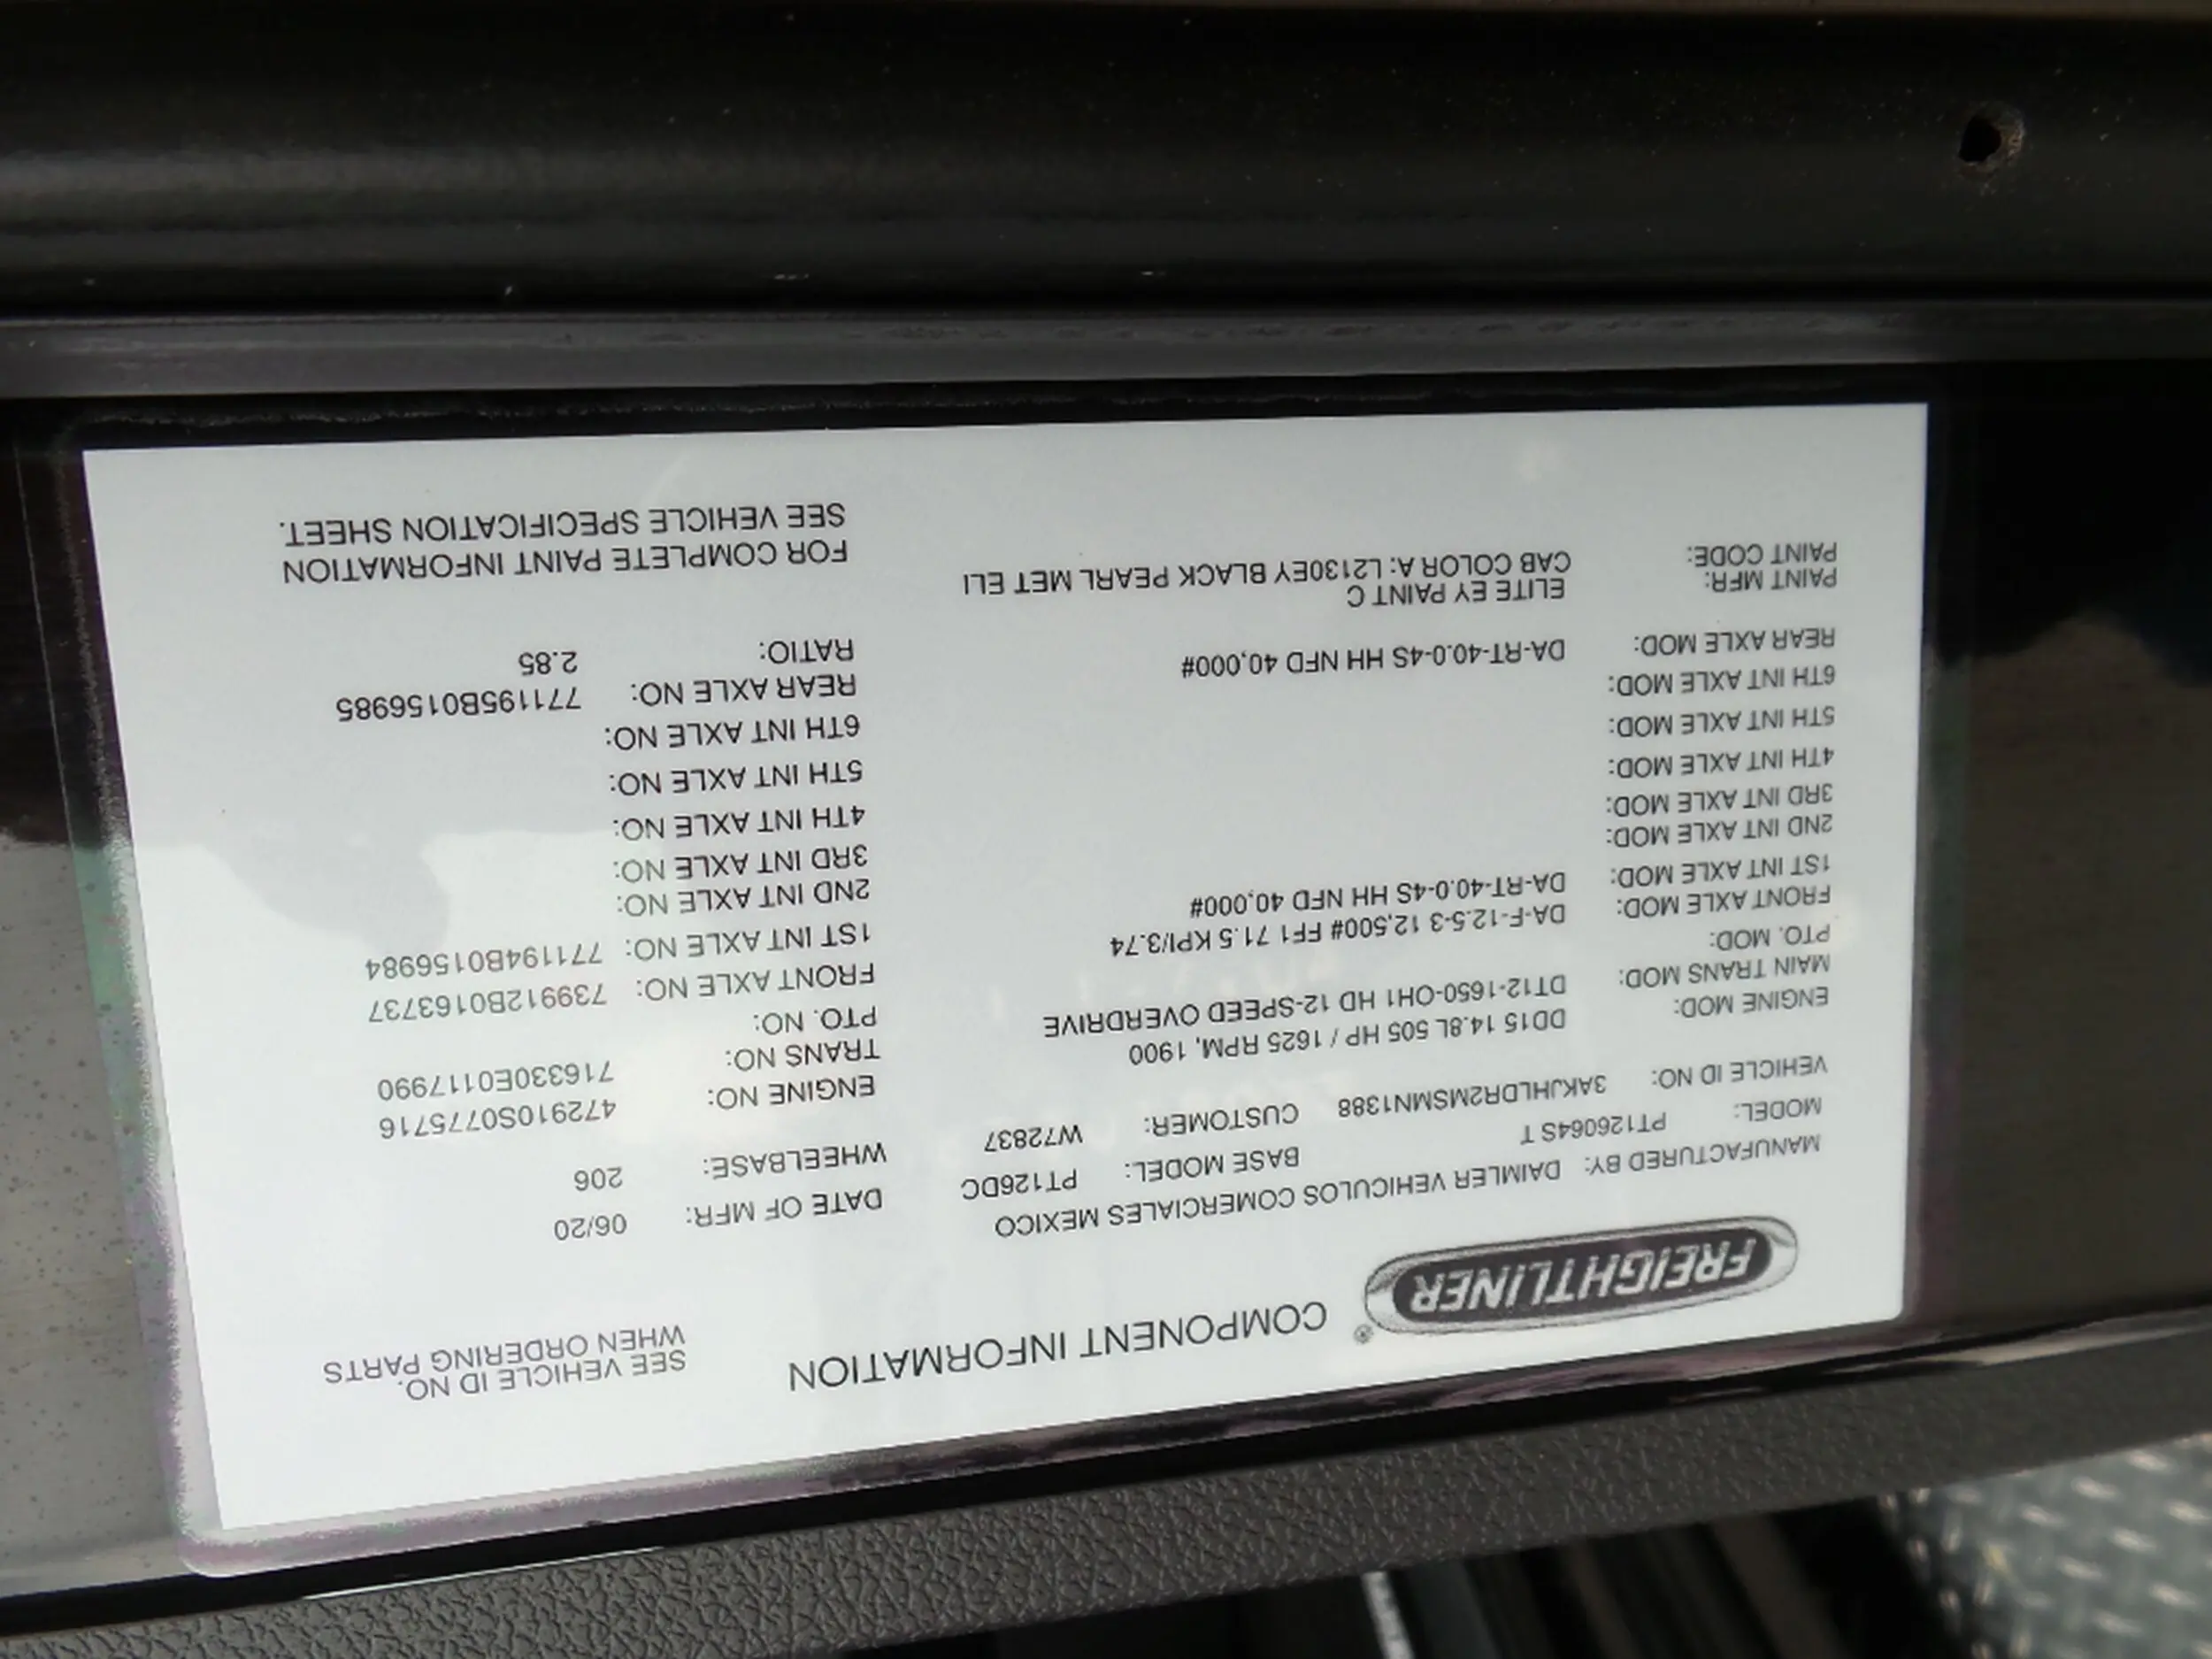 FREIGHTLINER® COMPONENT INFORMATION
SEE VEHICLE ID NO.
WHEN ORDERING PARTS
MANUFACTURED BY: DAIMLER VEHICULOS COMERCIALES MEXICO DATE OF MFR: 06/20
MODEL: PT126064S T BASE MODEL: PT126DC WHEELBASE: 206
VEHICLE ID NO: 3AKJHLDR2MSMN1388 CUSTOMER: W72837
ENGINE MOD: DD15 14.8L 505 HP / 1625 RPM, 1900 ENGINE NO: 472910S0775716
MAIN TRANS MOD: DT12-1650-OH1 HD 12-SPEED OVERDRIVE TRANS NO: 716330E0117990
PTO. MOD: PTO. NO:
FRONT AXLE MOD: DA-F-12.5-3 12,500# FF1 71.5 KPI/3.74 FRONT AXLE NO: 739912B0163737
1ST INT AXLE MOD: DA-RT-40.0-4S HH NFD 40,000# 1ST INT AXLE NO: 771194B0156984
2ND INT AXLE MOD: 2ND INT AXLE NO:
3RD INT AXLE MOD: 3RD INT AXLE NO:
4TH INT AXLE MOD: 4TH INT AXLE NO:
5TH INT AXLE MOD: 5TH INT AXLE NO:
6TH INT AXLE MOD: 6TH INT AXLE NO:
REAR AXLE MOD: DA-RT-40.0-4S HH NFD 40,000# REAR AXLE NO: 771195B0156985
RATIO: 2.85
PAINT MFR: ELITE EY PAINT C
PAINT CODE: CAB COLOR A: L2130EY BLACK PEARL MET ELI
FOR COMPLETE PAINT INFORMATION
SEE VEHICLE SPECIFICATION SHEET.